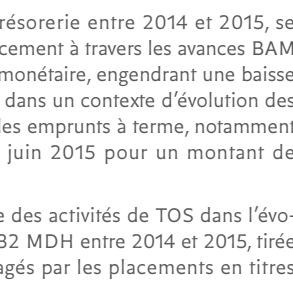 résorerie entre 2014 et 2015, se
cement à travers les avances BAM
monétaire, engendrant une baisse
dans un contexte d’évolution des
les emprunts à terme, notamment
juin 2015 pour un montant de
e des activités de TOS dans l’évo-
32 MDH entre 2014 et 2015, tirée
agés par les placements en titres